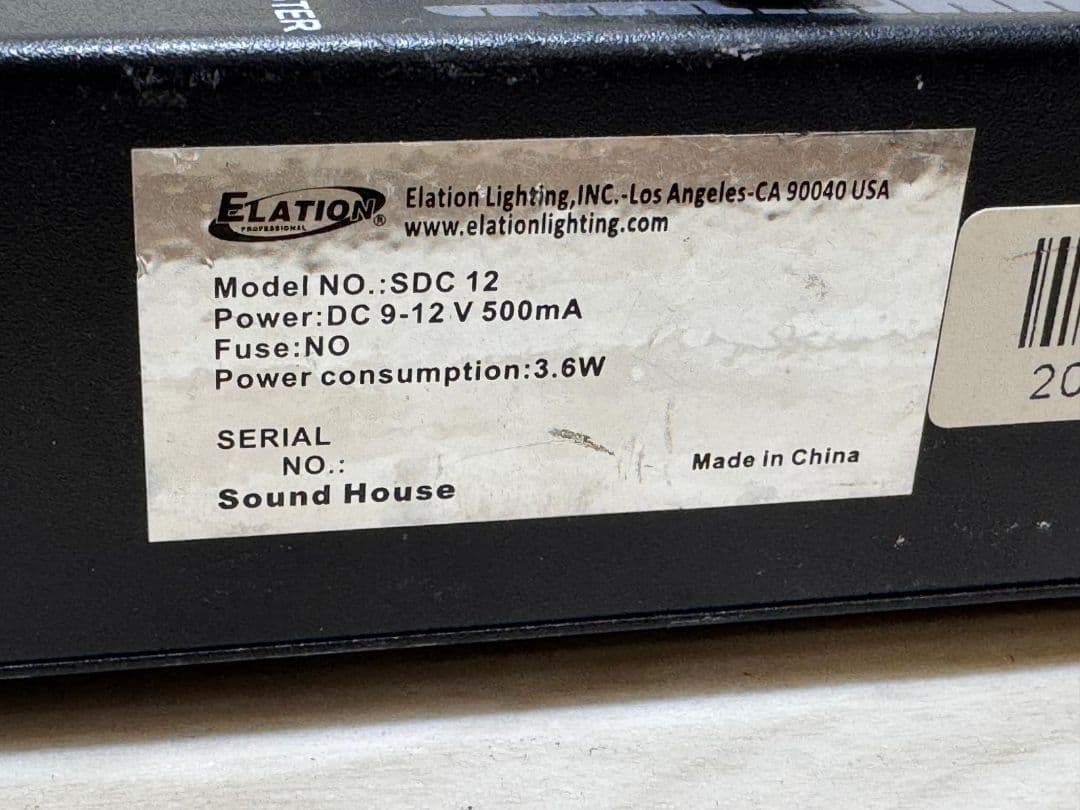 ELATION®
PROFESSIONAL
Elation Lighting,INC.-Los Angeles-CA 90040 USA
www.elationlighting.com
Model NO.:SDC 12
Power:DC 9-12 V 500mA
Fuse:NO
Power consumption:3.6W
SERIAL
NO.:
Sound House
Made in China
20